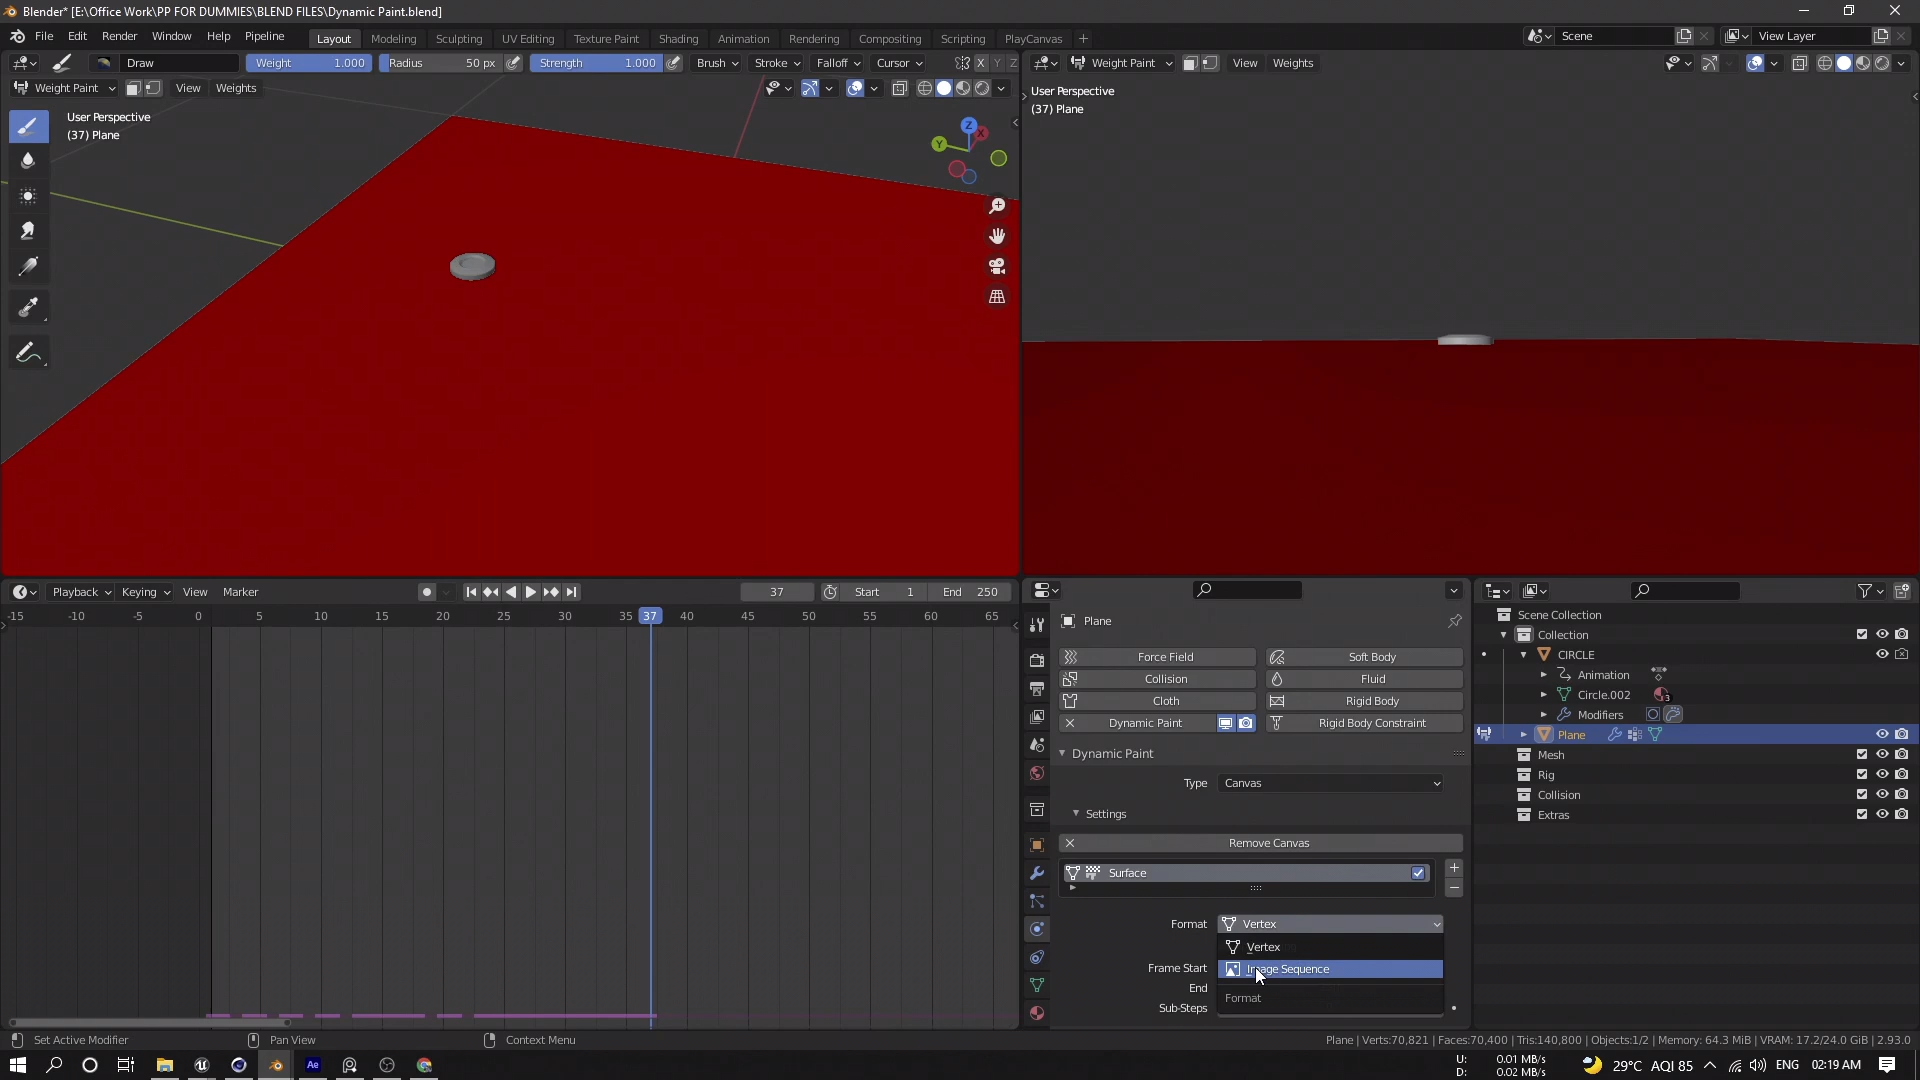 Blender* [E:\Office Work\PP FOR DUMMIES\BLEND FILES\Dynamic Paint.blend]
File Edit Render Window Help Pipeline Layout Modeling Sculpting UV Editing Texture Paint Shading Animation Rendering Compositing Scripting PlayCanvas + Scene View Layer
Draw Weight 1.000 Radius 50 px Strength 1.000 Brush Stroke Falloff Cursor X Y Z Weight Paint View Weights
Weight Paint View Weights
User Perspective
(37) Plane
Z
X
Y
User Perspective
(37) Plane
Playback Keying View Marker 37 Start 1 End 250
-15 -10 -5 0 5 10 15 20 25 30 35 37 40 45 50 55 60 65
Plane
Force Field Soft Body
Collision Fluid
Cloth Rigid Body
Dynamic Paint Rigid Body Constraint
Dynamic Paint
Type Canvas
Settings
Remove Canvas
Surface
Format Vertex
Vertex
Frame Start Image Sequence
End
Format
Sub-Steps
Scene Collection
Collection
CIRCLE
Animation
Circle.002 3
Modifiers
Plane
Mesh
Rig
Collision
Extras
Set Active Modifier Pan View Context Menu Plane | Verts:70,821 | Faces:70,400 | Tris:140,800 | Objects:1/2 | Memory: 64.3 MiB | VRAM: 17.2/24.0 GiB | 2.93.0
Ae U: 0.01 MB/s
D: 0.02 MB/s
29°C AQI 85 ENG 02:19 AM